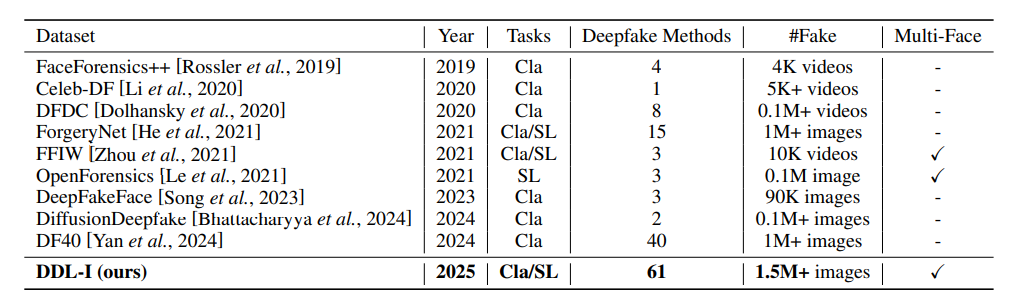 Dataset Year Tasks Deepfake Methods #Fake Multi-Face
FaceForensics++ [Rossler et al., 2019] 2019 Cla 4 4K videos -
Celeb-DF [Li et al., 2020] 2020 Cla 1 5K+ videos -
DFDC [Dolhansky et al., 2020] 2020 Cla 8 0.1M+ videos -
ForgeryNet [He et al., 2021] 2021 Cla/SL 15 1M+ images -
FFIW [Zhou et al., 2021] 2021 Cla/SL 3 10K videos ✓
OpenForensics [Le et al., 2021] 2021 SL 3 0.1M image ✓
DeepFakeFace [Song et al., 2023] 2023 Cla 3 90K images -
DiffusionDeepfake [Bhattacharyya et al., 2024] 2024 Cla 2 0.1M+ images -
DF40 [Yan et al., 2024] 2024 Cla 40 1M+ images -
DDL-I (ours) 2025 Cla/SL 61 1.5M+ images ✓